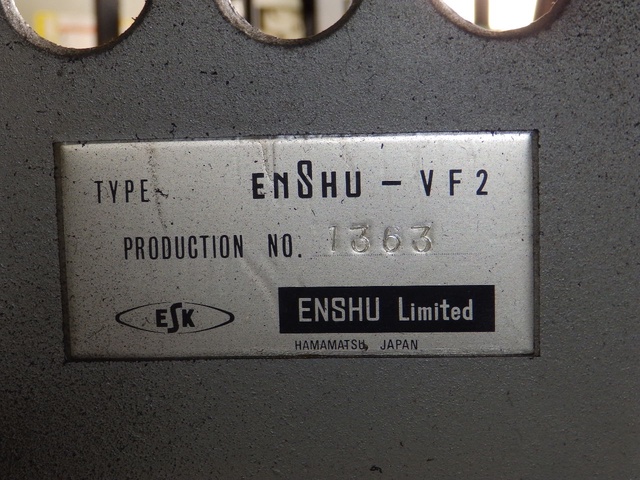 TYPE ENSHU - VF2
PRODUCTION NO. 1363
ESK
ENSHU Limited
HAMAMATSU, JAPAN